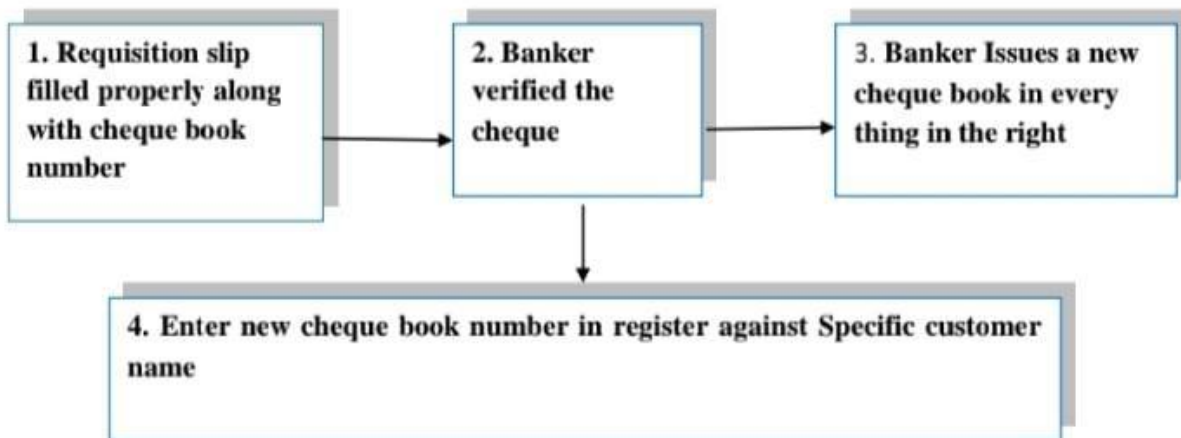 1. Requisition slip
filled properly along
with cheque book
number
2. Banker
verified the
cheque
3. Banker Issues a new
cheque book in every
thing in the right
4. Enter new cheque book number in register against Specific customer
name